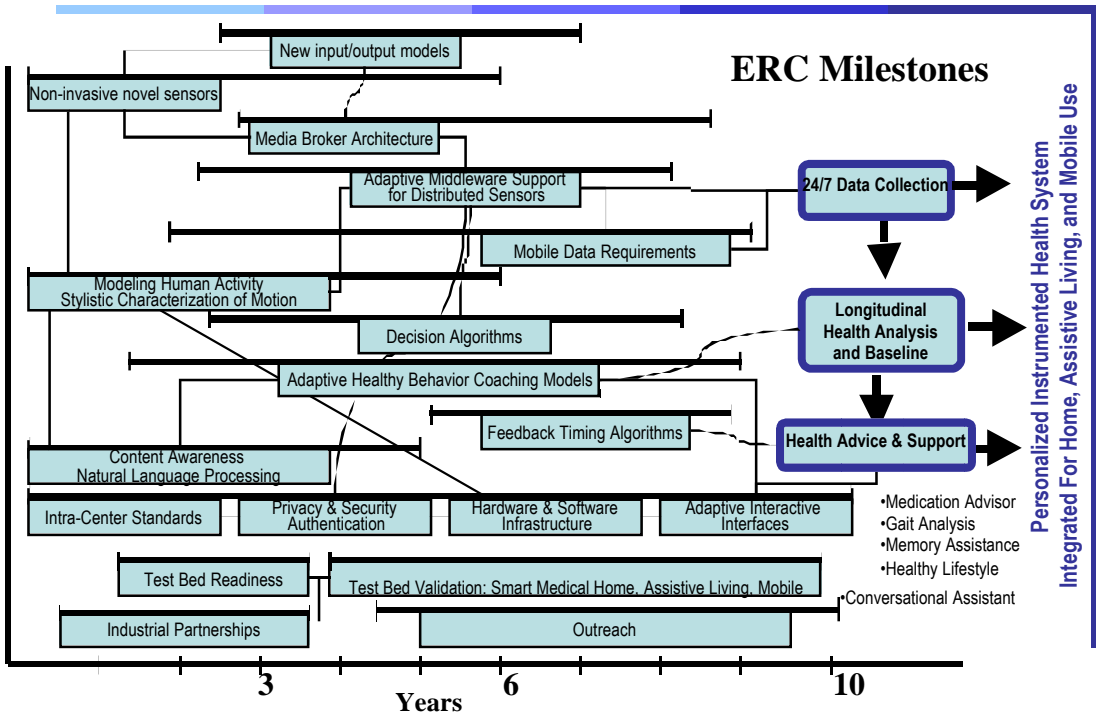 New input/output models
ERC Milestones
Non-invasive novel sensors
Media Broker Architecture
Adaptive Middleware Support
for Distributed Sensors
24/7 Data Collection
Mobile Data Requirements
Modeling Human Activity
Stylistic Characterization of Motion
Longitudinal
Health Analysis
and Baseline
Decision Algorithms
Adaptive Healthy Behavior Coaching Models
Feedback Timing Algorithms
Health Advice & Support
Content Awareness
Natural Language Processing
Intra-Center Standards
Privacy & Security
Authentication
Hardware & Software
Infrastructure
Adaptive Interactive
Interfaces
•Medication Advisor
•Gait Analysis
•Memory Assistance
•Healthy Lifestyle
•Conversational Assistant
Test Bed Readiness
Test Bed Validation: Smart Medical Home, Assistive Living, Mobile
Industrial Partnerships
Outreach
3
6
10
Years
Personalized Instrumented Health System
Integrated For Home, Assistive Living, and Mobile Use